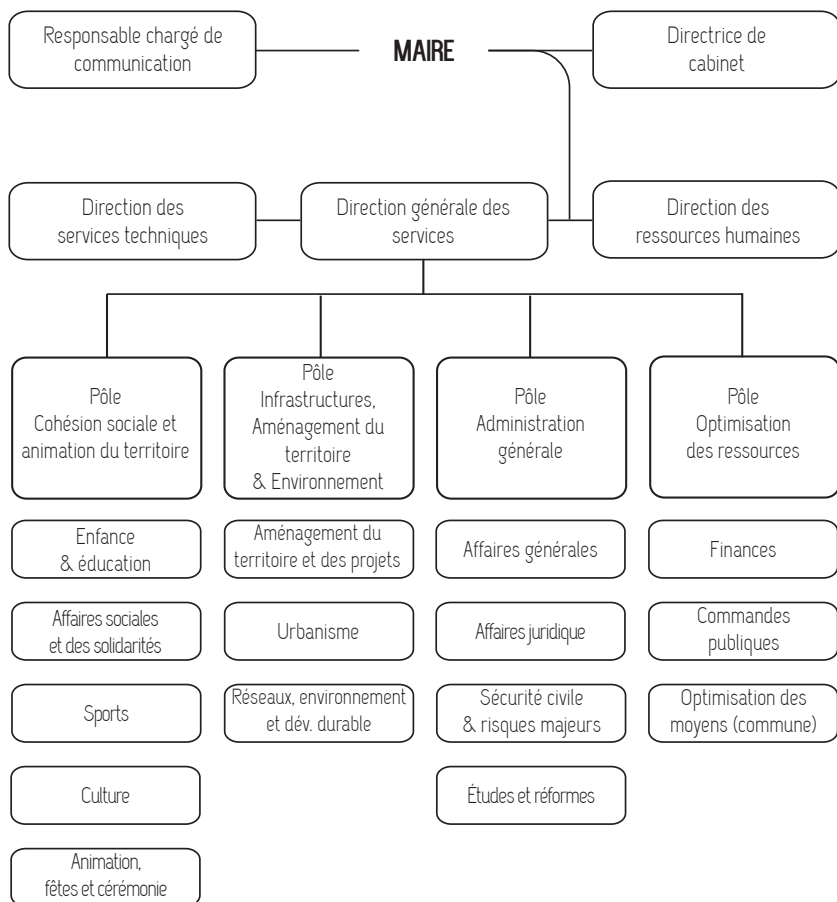 Responsable chargé de
communication
MAIRE
Directrice de
cabinet
Direction des
services techniques
Direction générale des
services
Direction des
ressources humaines
Pôle
Cohésion sociale et
animation du territoire
Pôle
Infrastructures,
Aménagement du
territoire
& Environnement
Pôle
Administration
générale
Pôle
Optimisation
des ressources
Enfance
& éducation
Aménagement du
territoire et des projets
Affaires générales
Finances
Affaires sociales
et des solidarités
Urbanisme
Affaires juridique
Commandes
publiques
Sports
Réseaux, environnement
et dév. durable
Sécurité civile
& risques majeurs
Optimisation des
moyens (commune)
Culture
Études et réformes
Animation,
fêtes et cérémonie